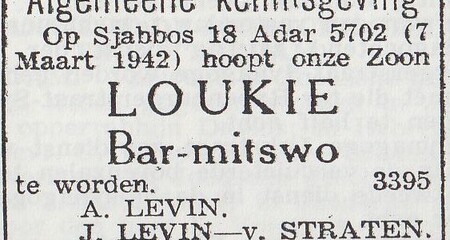 Algemeene Kennisgeving
Op Sjabbos 18 Adar 5702 (7
Maart 1942) hoopt onze Zoon
LOUKIE
Bar-mitswo
te worden. 3395
A. LEVIN.
J. LEVIN—v. STRATEN.